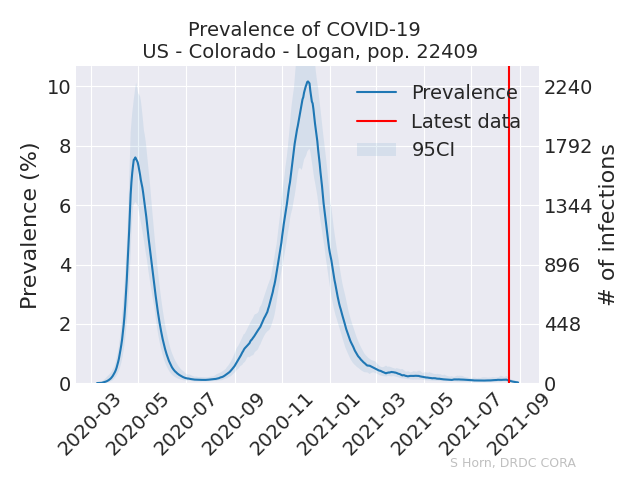 Prevalence of COVID-19
US - Colorado - Logan, pop. 22409
Prevalence (%)
10
8
6
4
2
0
2240
1792
1344
896
448
0
# of infections
Prevalence
Latest data
95CI
2020-03
2020-05
2020-07
2020-09
2020-11
2021-01
2021-03
2021-05
2021-07
2021-09
S Horn, DRDC CORA